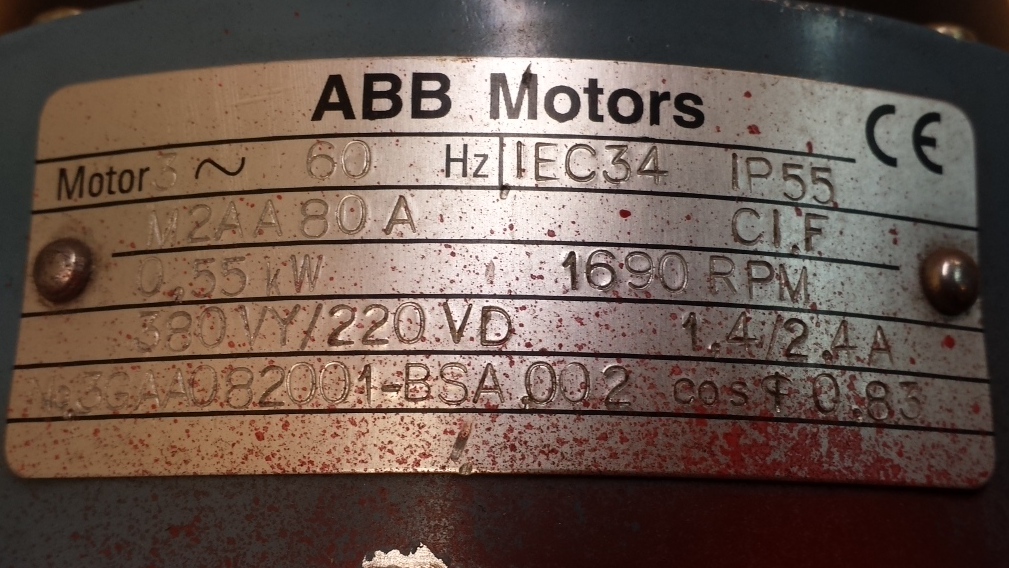 ABB Motors
CE
Motor 3 ~ 60 Hz IEC34 IP55
M2AA 80 A CI.F
0,55 kW 1690 RPM
380 VY/220 VD 1.4/2.4 A
No.3GAA082001-BSA.002 cos φ 0.83